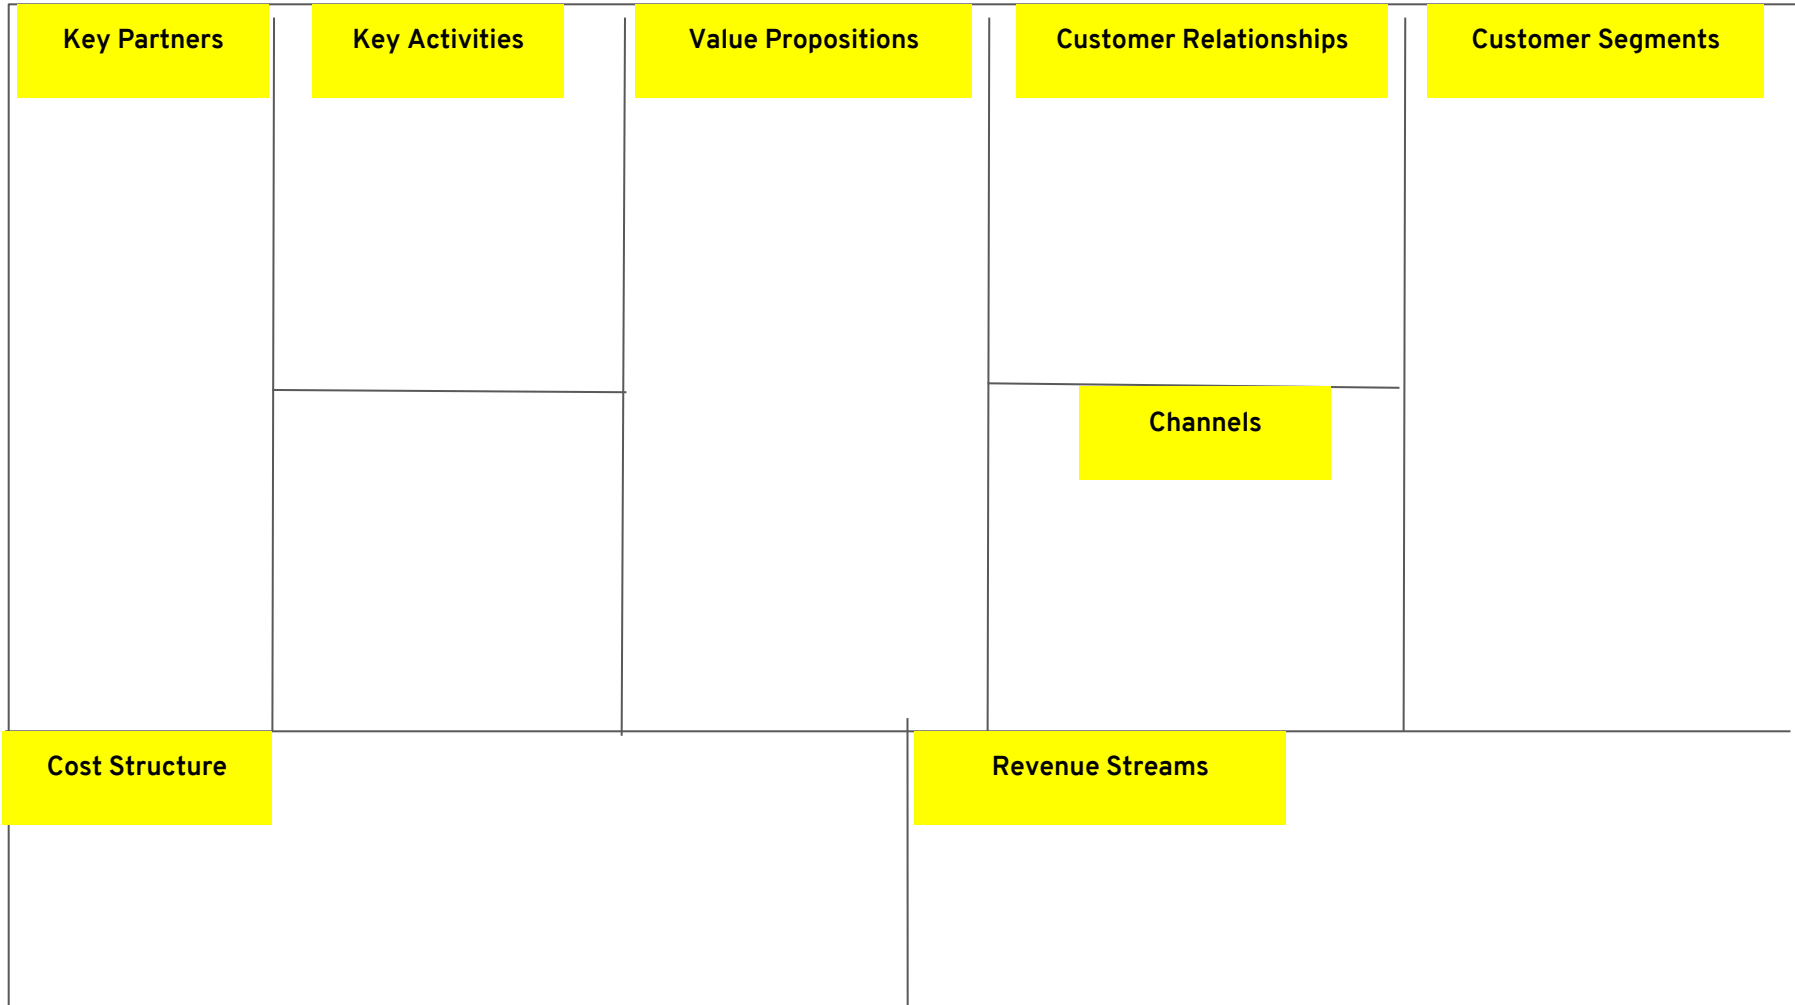 Key Partners
Key Activities
Value Propositions
Customer Relationships
Customer Segments
Channels
Cost Structure
Revenue Streams